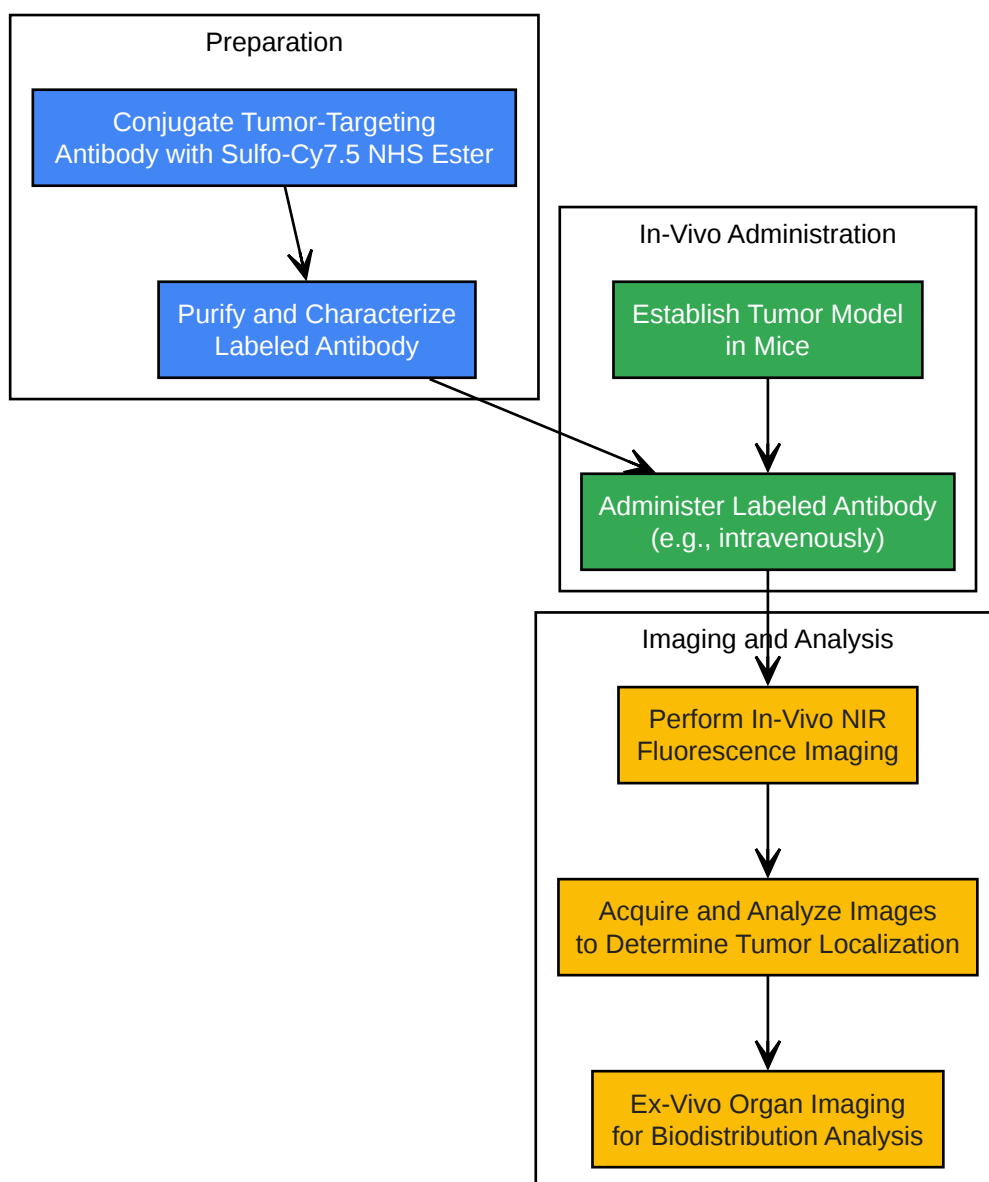 Preparation
Conjugate Tumor-Targeting
Antibody with Sulfo-Cy7.5 NHS Ester
Purify and Characterize
Labeled Antibody
In-Vivo Administration
Establish Tumor Model
in Mice
Administer Labeled Antibody
(e.g., intravenously)
Imaging and Analysis
Perform In-Vivo NIR
Fluorescence Imaging
Acquire and Analyze Images
to Determine Tumor Localization
Ex-Vivo Organ Imaging
for Biodistribution Analysis